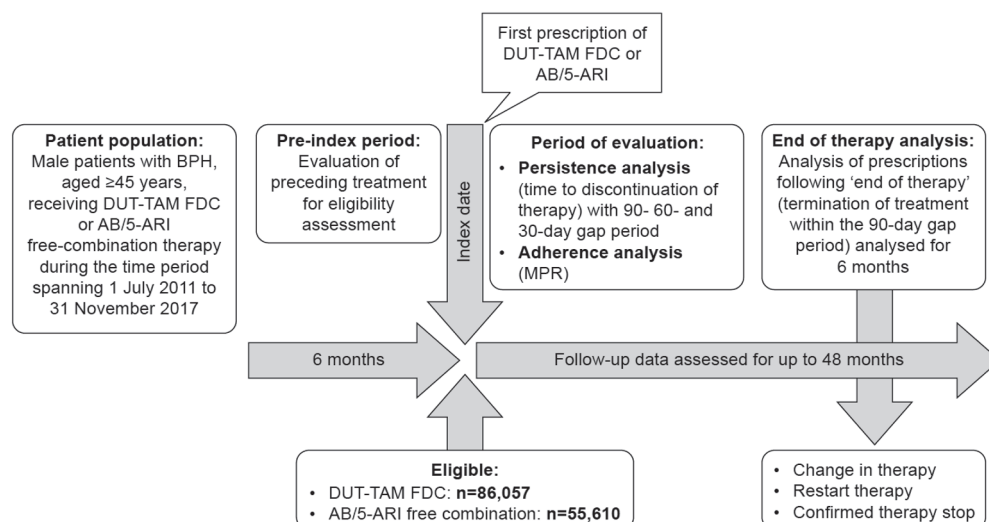 First prescription of
DUT-TAM FDC or
AB/5-ARI
Patient population:
Male patients with BPH,
aged ≥45 years,
receiving DUT-TAM FDC
or AB/5-ARI
free-combination therapy
during the time period
spanning 1 July 2011 to
31 November 2017
Pre-index period:
Evaluation of
preceding treatment
for eligibility
assessment
Index date
Period of evaluation:
• Persistence analysis
(time to discontinuation of
therapy) with 90- 60- and
30-day gap period
• Adherence analysis
(MPR)
End of therapy analysis:
Analysis of prescriptions
following ‘end of therapy’
(termination of treatment
within the 90-day gap
period) analysed for
6 months
6 months
Follow-up data assessed for up to 48 months
Eligible:
• DUT-TAM FDC: n=86,057
• AB/5-ARI free combination: n=55,610
• Change in therapy
• Restart therapy
• Confirmed therapy stop